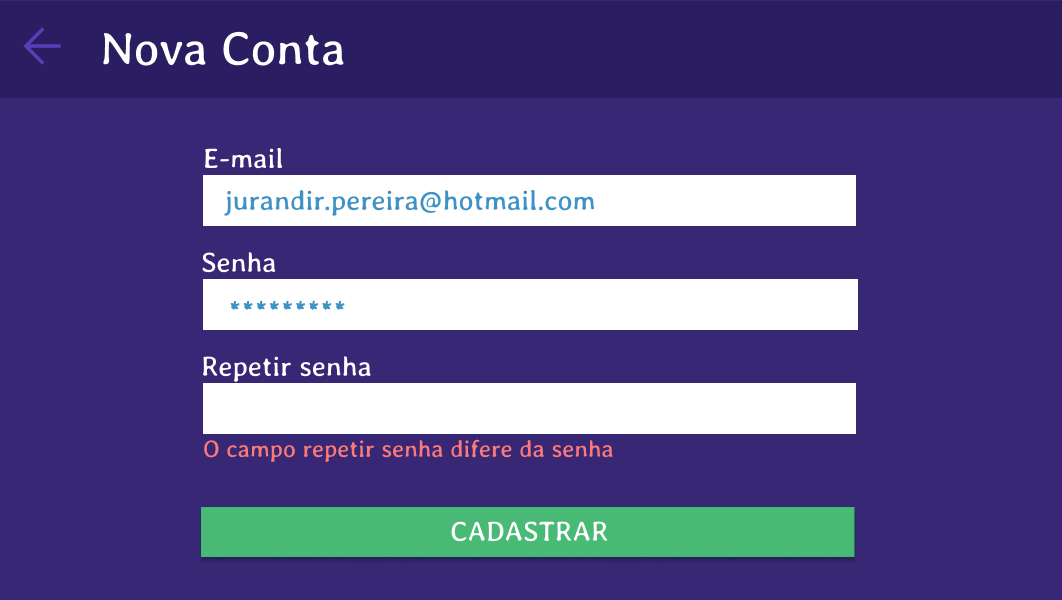 Nova Conta
E-mail
jurandir.pereira@hotmail.com
Senha
*********
Repetir senha
O campo repetir senha difere da senha
CADASTRAR